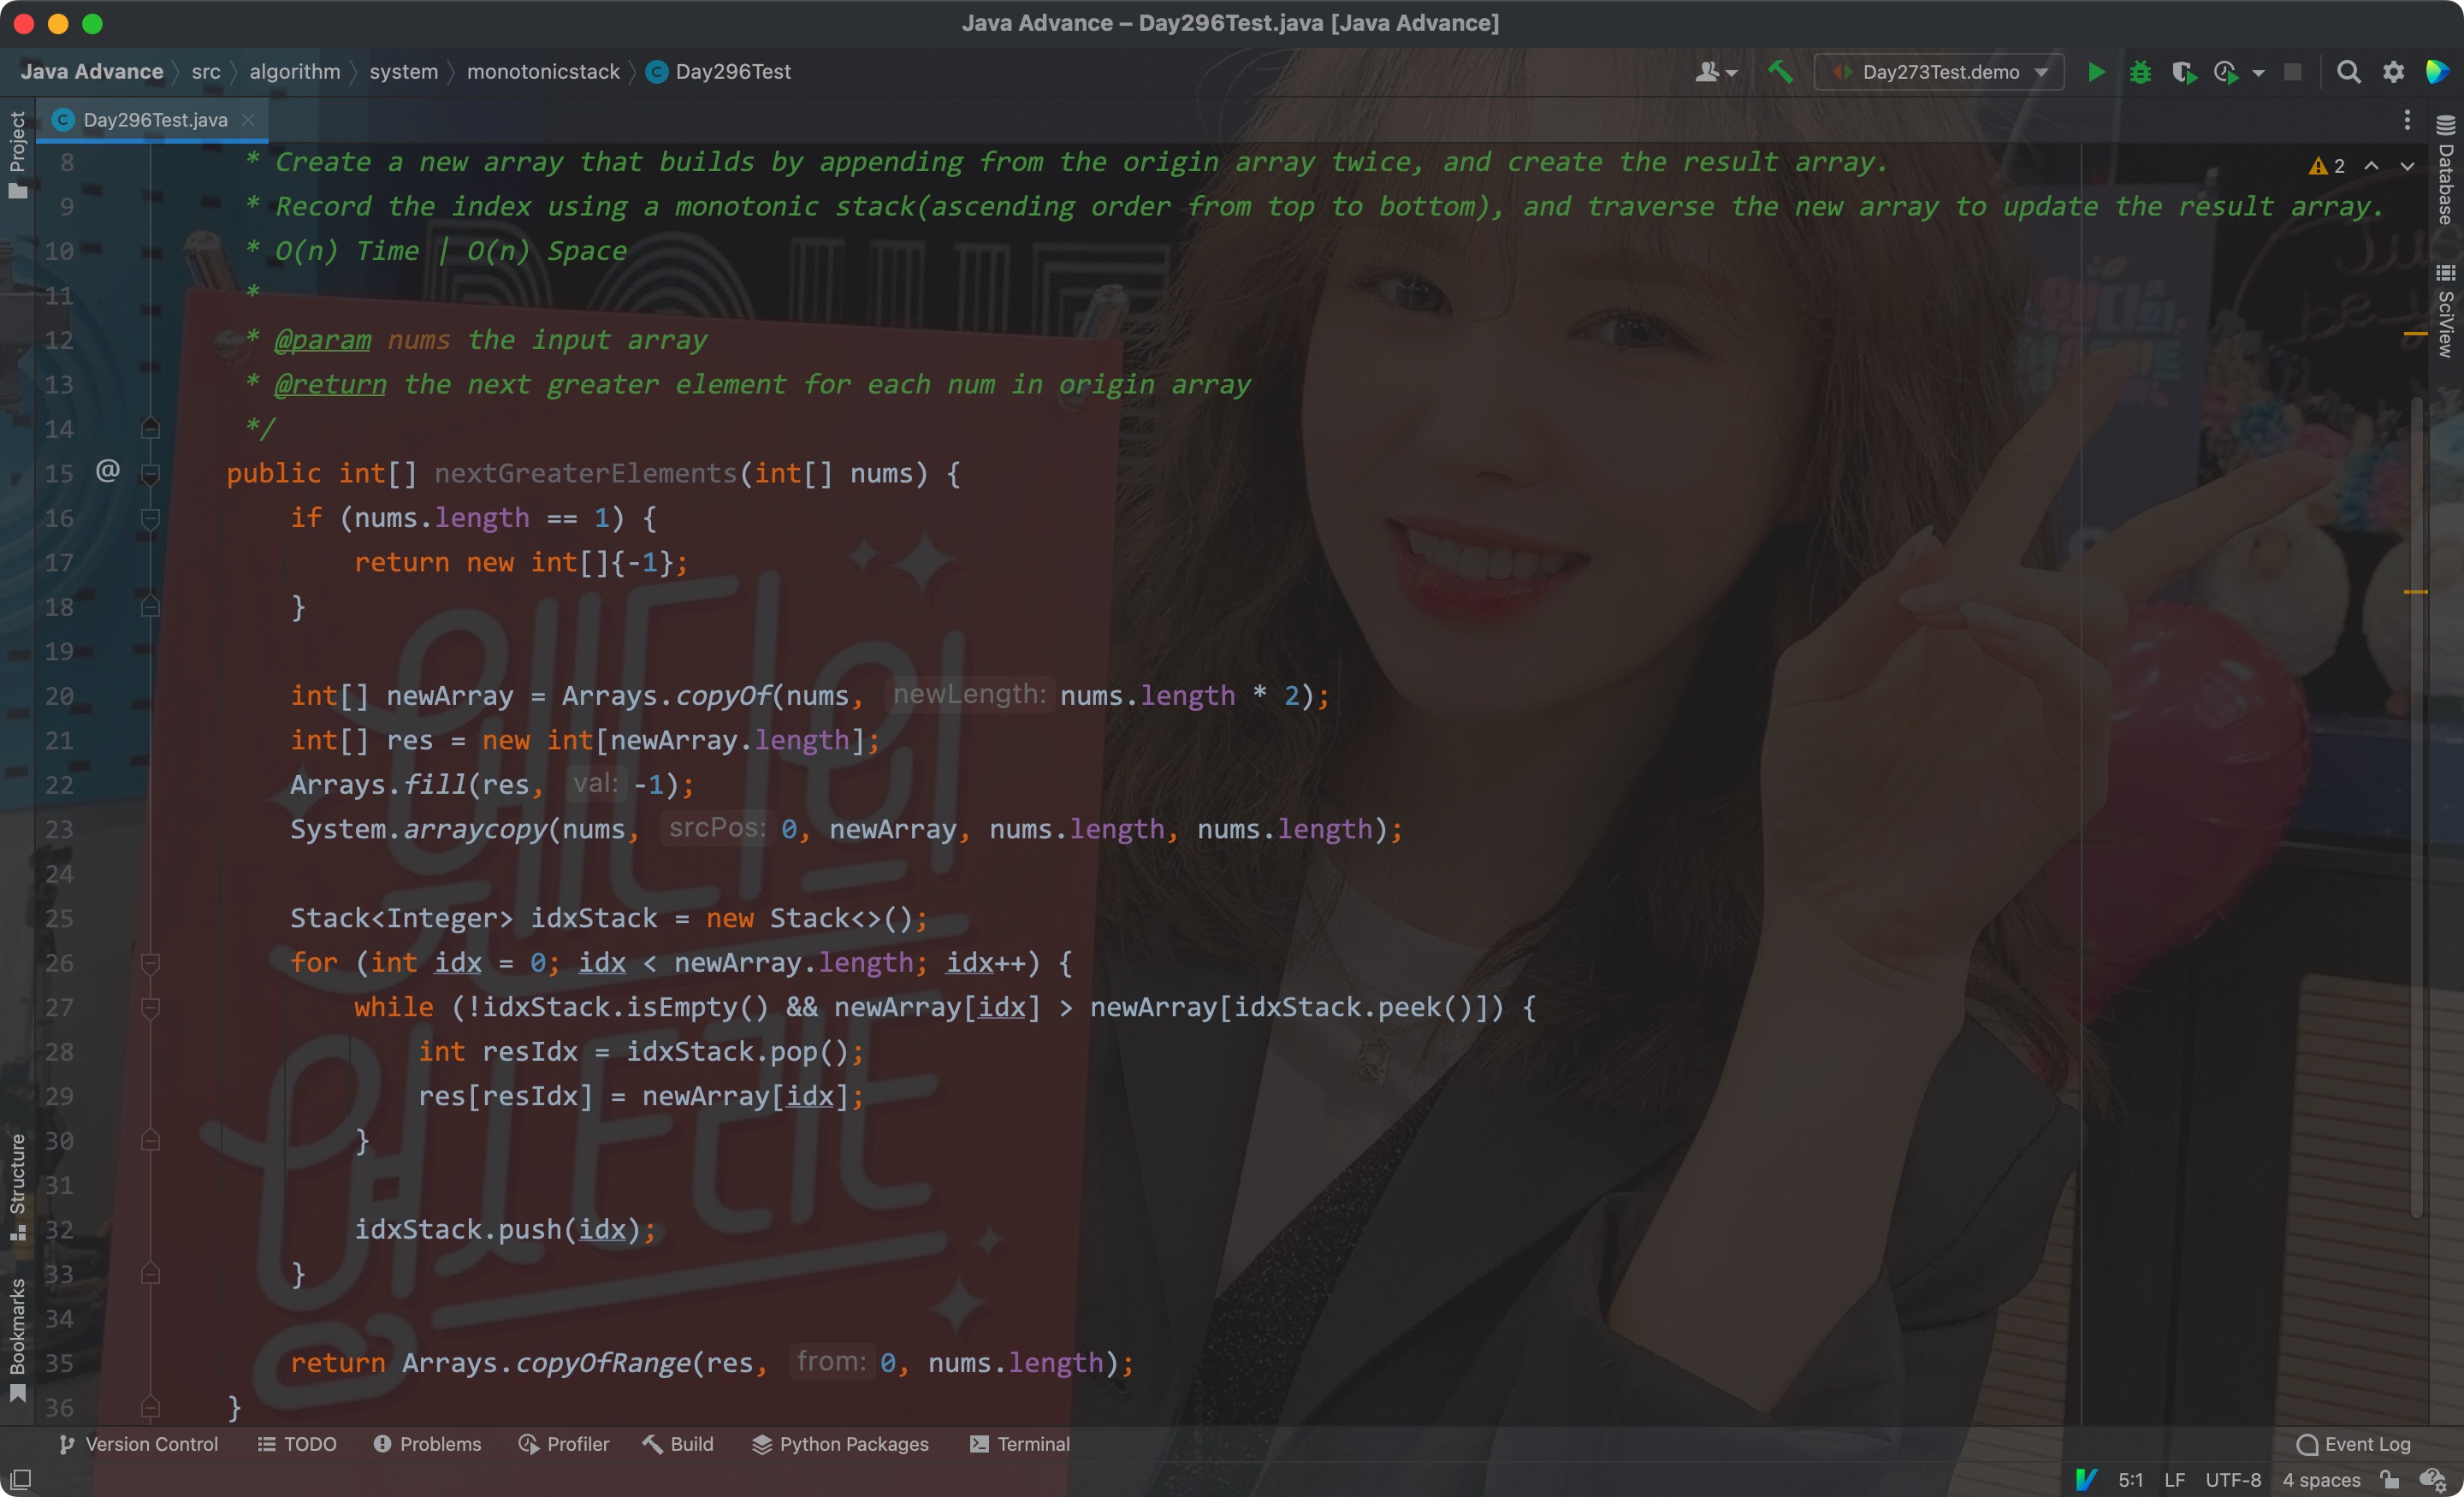 Java Advance – Day296Test.java [Java Advance]
Java Advance src algorithm system monotonicstack Day296Test
Day273Test.demo
Project
Day296Test.java
Database
SciView
2
8 * Create a new array that builds by appending from the origin array twice, and create the result array.
9 * Record the index using a monotonic stack(ascending order from top to bottom), and traverse the new array to update the result array.
10 * O(n) Time | O(n) Space
11 *
12 * @param nums the input array
13 * @return the next greater element for each num in origin array
14 */
15 @ public int[] nextGreaterElements(int[] nums) {
16 if (nums.length == 1) {
17 return new int[]{-1};
18 }
19
20 int[] newArray = Arrays.copyOf(nums, newLength: nums.length * 2);
21 int[] res = new int[newArray.length];
22 Arrays.fill(res, val: -1);
23 System.arraycopy(nums, srcPos: 0, newArray, nums.length, nums.length);
24
25 Stack<Integer> idxStack = new Stack<>();
26 for (int idx = 0; idx < newArray.length; idx++) {
27 while (!idxStack.isEmpty() && newArray[idx] > newArray[idxStack.peek()]) {
28 int resIdx = idxStack.pop();
29 res[resIdx] = newArray[idx];
30 }
31
32 idxStack.push(idx);
33 }
34
35 return Arrays.copyOfRange(res, from: 0, nums.length);
36 }
Structure
Bookmarks
웬디의
영스트리트
Version Control TODO Problems Profiler Build Python Packages Terminal Event Log
5:1 LF UTF-8 4 spaces